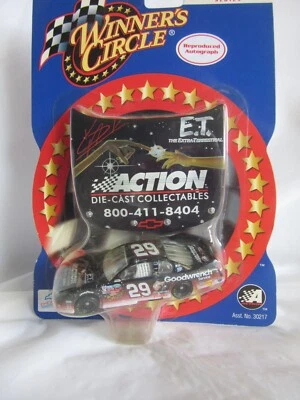 WINNER'S
CIRCLE
Reproduced
Autograph
E.T.
THE EXTRA-TERRESTRIAL
ACTION
DIE-CAST COLLECTABLES
800-411-8404
29
Goodwrench
29
Asst. No. 30217